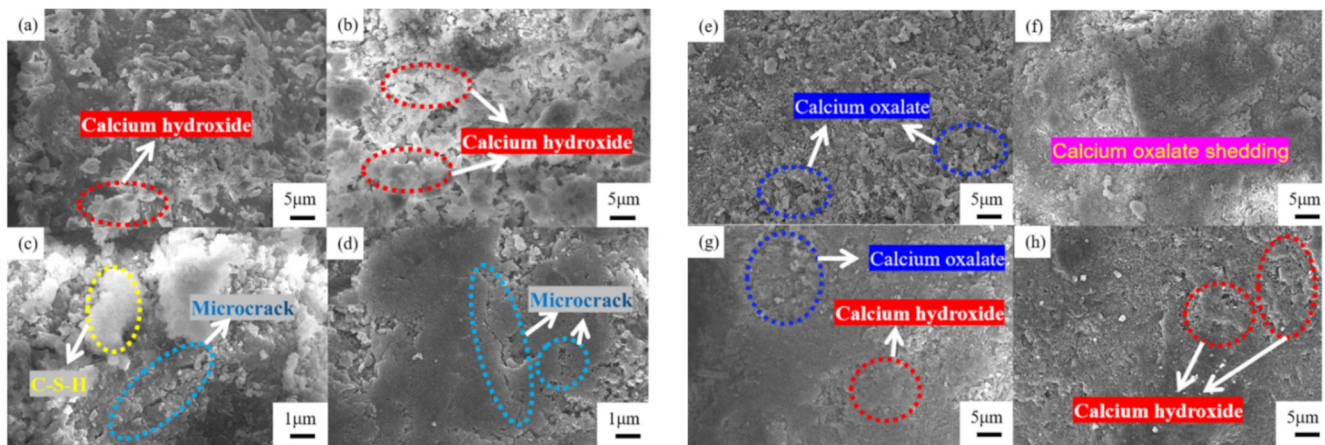 (a)
Calcium hydroxide
5μm
(b)
Calcium hydroxide
5μm
(c)
Microcrack
C-S-H
1μm
(d)
Microcrack
1μm
(e)
Calcium oxalate
5μm
(f)
Calcium oxalate shedding
5μm
(g)
Calcium oxalate
Calcium hydroxide
5μm
(h)
Calcium hydroxide
5μm